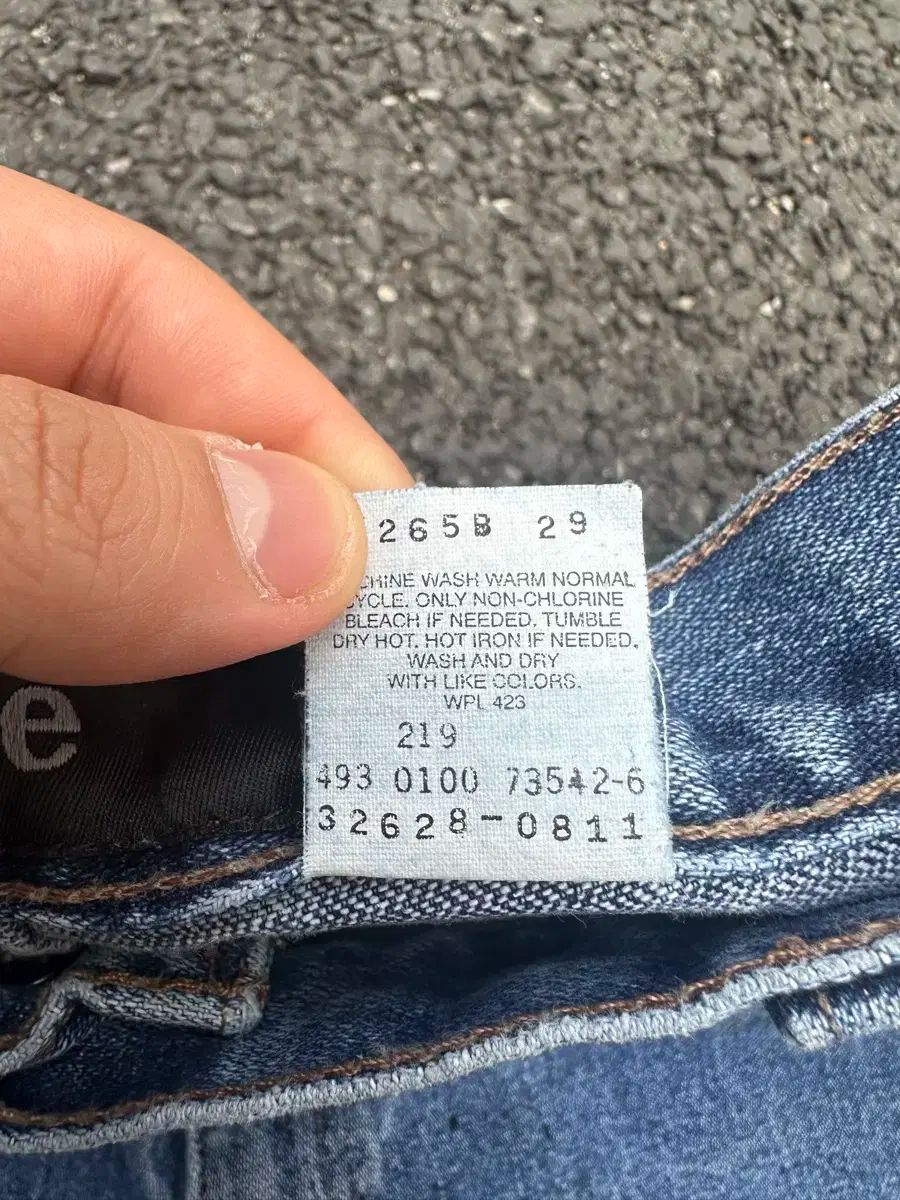 265B 29
CHINE WASH WARM NORMAL
CYCLE. ONLY NON-CHLORINE
BLEACH IF NEEDED. TUMBLE
DRY HOT. HOT IRON IF NEEDED.
WASH AND DRY
WITH LIKE COLORS.
WPL 423
219
493 0100 73542-6
32628-0811
e